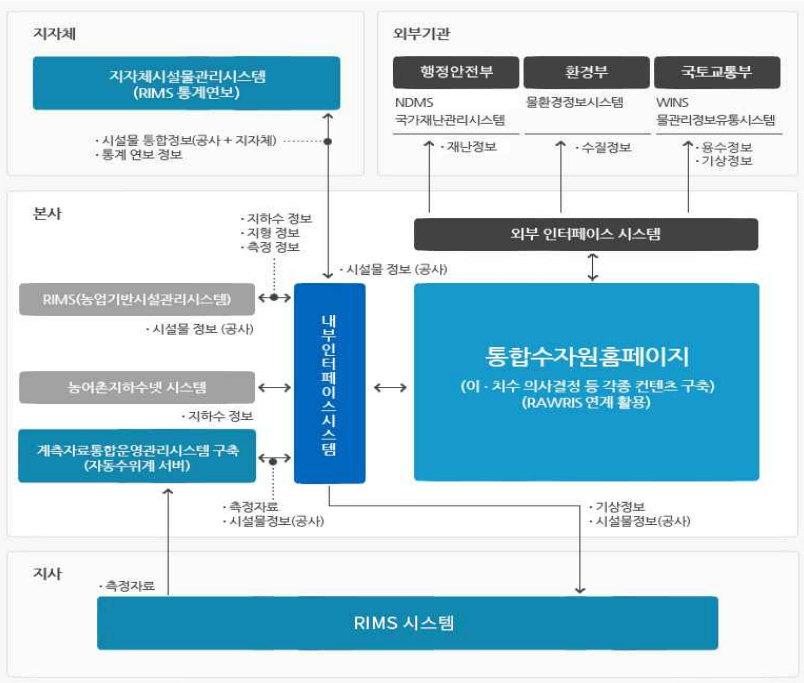 지자체
지자체시설물관리시스템
(RIMS 통계연보)
· 시설물 통합정보(공사 + 지자체)
· 통계 연보 정보
외부기관
행정안전부
NDMS
국가재난관리시스템
· 재난정보
환경부
물환경정보시스템
· 수질정보
국토교통부
WINS
물관리정보유통시스템
· 용수정보
· 기상정보
본사
· 지하수 정보
· 지형 정보
· 측정 정보
외부 인터페이스 시스템
· 시설물 정보 (공사)
RIMS(농업기반시설관리시스템)
· 시설물 정보 (공사)
내부인터페이스시스템
통합수자원홈페이지
(이 · 치수 의사결정 등 각종 컨텐츠 구축)
(RAWRIS 연계 활용)
농어촌지하수넷 시스템
· 지하수 정보
계측자료통합운영관리시스템 구축
(자동수위계 서버)
· 측정자료
· 시설물정보(공사)
· 기상정보
· 시설물정보(공사)
지사
· 측정자료
RIMS 시스템